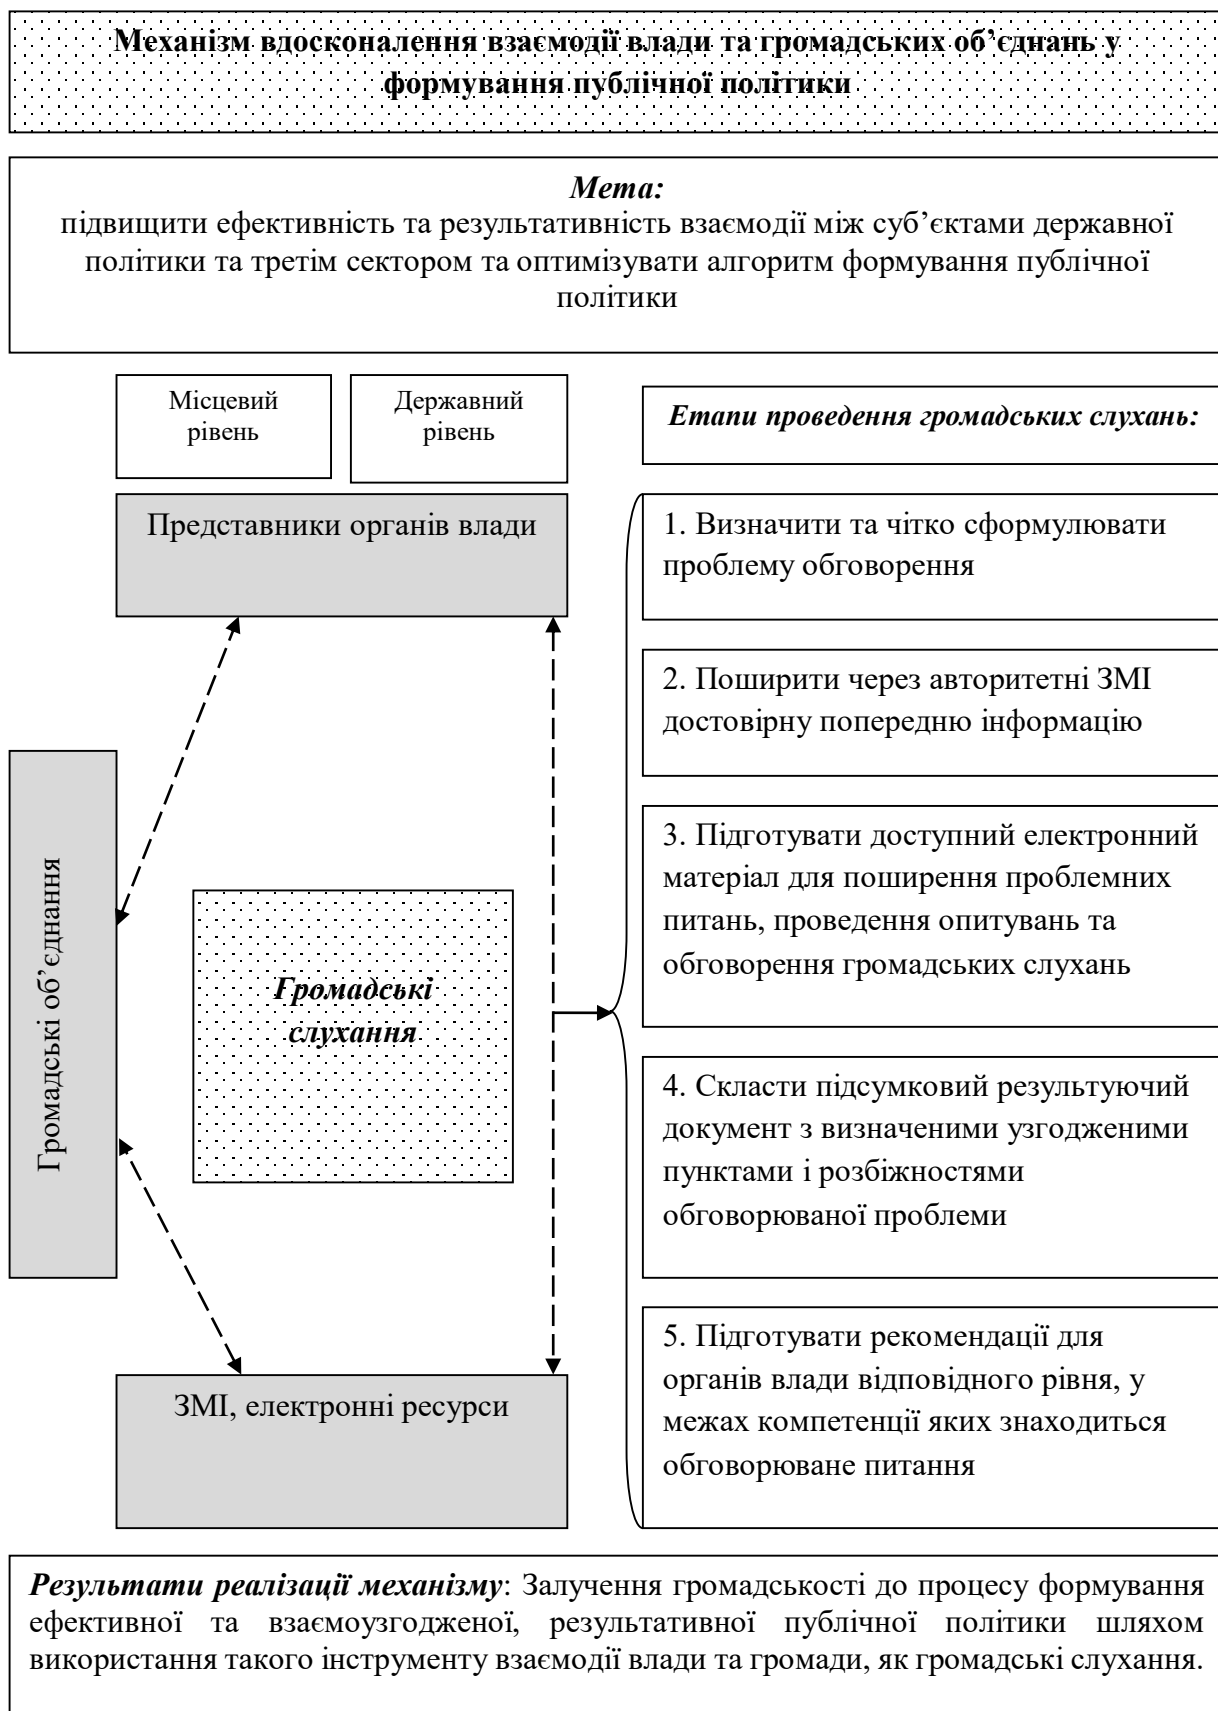 Механізм вдосконалення взаємодії влади та громадських об’єднань у
формування публічної політики
Мета:
підвищити ефективність та результативність взаємодії між суб’єктами державної
політики та третім сектором та оптимізувати алгоритм формування публічної
політики
Місцевий
рівень
Державний
рівень
Представники органів влади
Громадські об’єднання
Громадські
слухання
ЗМІ, електронні ресурси
Етапи проведення громадських слухань:
1. Визначити та чітко сформулювати
проблему обговорення
2. Поширити через авторитетні ЗМІ
достовірну попередню інформацію
3. Підготувати доступний електронний
матеріал для поширення проблемних
питань, проведення опитувань та
обговорення громадських слухань
4. Скласти підсумковий результуючий
документ з визначеними узгодженими
пунктами і розбіжностями
обговорюваної проблеми
5. Підготувати рекомендації для
органів влади відповідного рівня, у
межах компетенції яких знаходиться
обговорюване питання
Результати реалізації механізму: Залучення громадськості до процесу формування
ефективної та взаємоузгодженої, результативної публічної політики шляхом
використання такого інструменту взаємодії влади та громади, як громадські слухання.